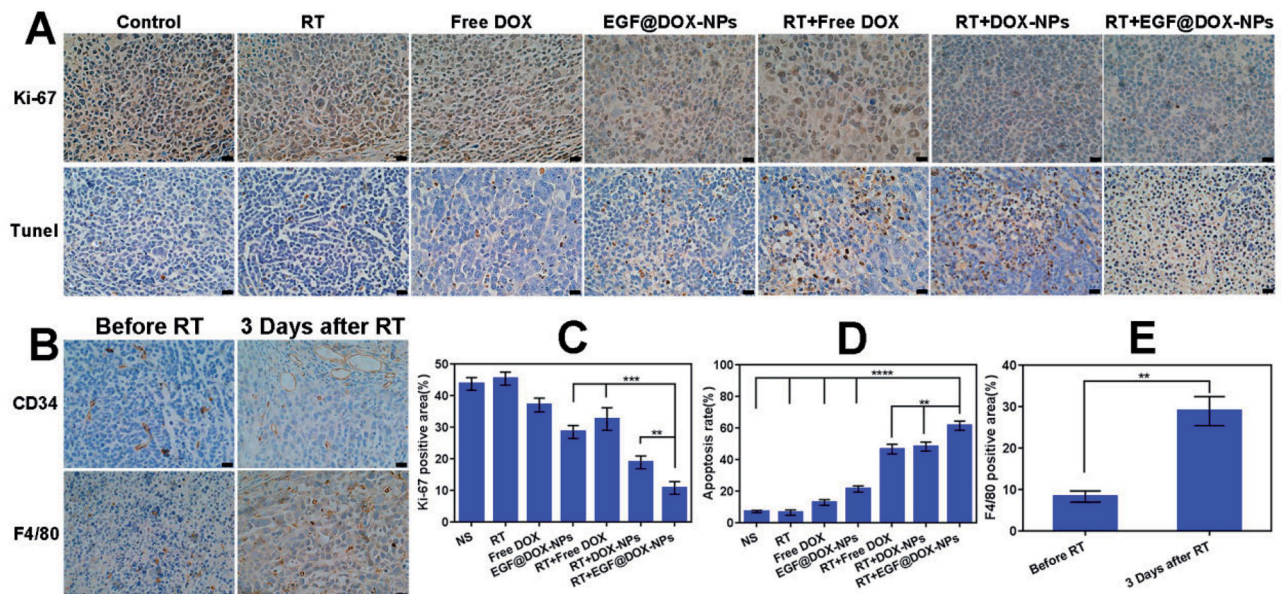 A
Control RT Free DOX EGF@DOX-NPs RT+Free DOX RT+DOX-NPs RT+EGF@DOX-NPs
Ki-67
Tunel
B
Before RT 3 Days after RT
CD34
F4/80
C
Ki-67 positive area(%)
50
40
30
20
10
0
***
**
NS RT Free DOX EGF@DOX-NPs RT+Free DOX RT+DOX-NPs RT+EGF@DOX-NPs
D
Apoptosis rate(%)
100
80
60
40
20
0
****
**
NS RT Free DOX EGF@DOX-NPs RT+Free DOX RT+DOX-NPs RT+EGF@DOX-NPs
E
F4/80 positive area(%)
40
30
20
10
0
**
Before RT 3 Days after RT